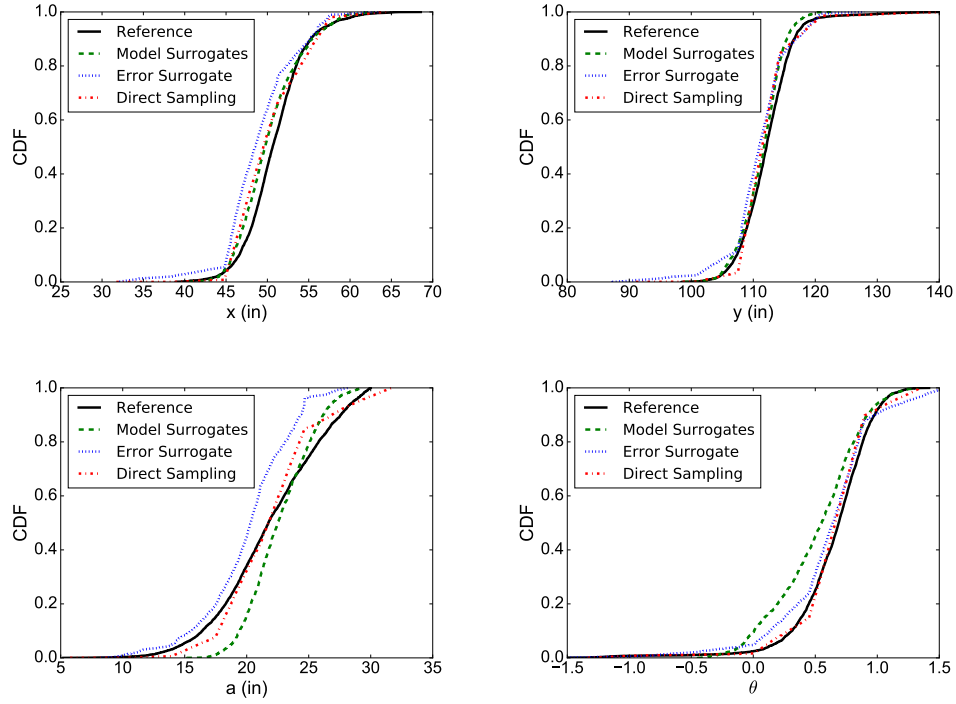 1.0
0.8
0.6
0.4
0.2
0.0
CDF
Reference
Model Surrogates
Error Surrogate
Direct Sampling
25 30 35 40 45 50 55 60 65 70
x (in)
1.0
0.8
0.6
0.4
0.2
0.0
CDF
Reference
Model Surrogates
Error Surrogate
Direct Sampling
80 90 100 110 120 130 140
y (in)
1.0
0.8
0.6
0.4
0.2
0.0
CDF
Reference
Model Surrogates
Error Surrogate
Direct Sampling
5 10 15 20 25 30 35
a (in)
1.0
0.8
0.6
0.4
0.2
0.0
CDF
Reference
Model Surrogates
Error Surrogate
Direct Sampling
−1.5 −1.0 −0.5 0.0 0.5 1.0 1.5
θ